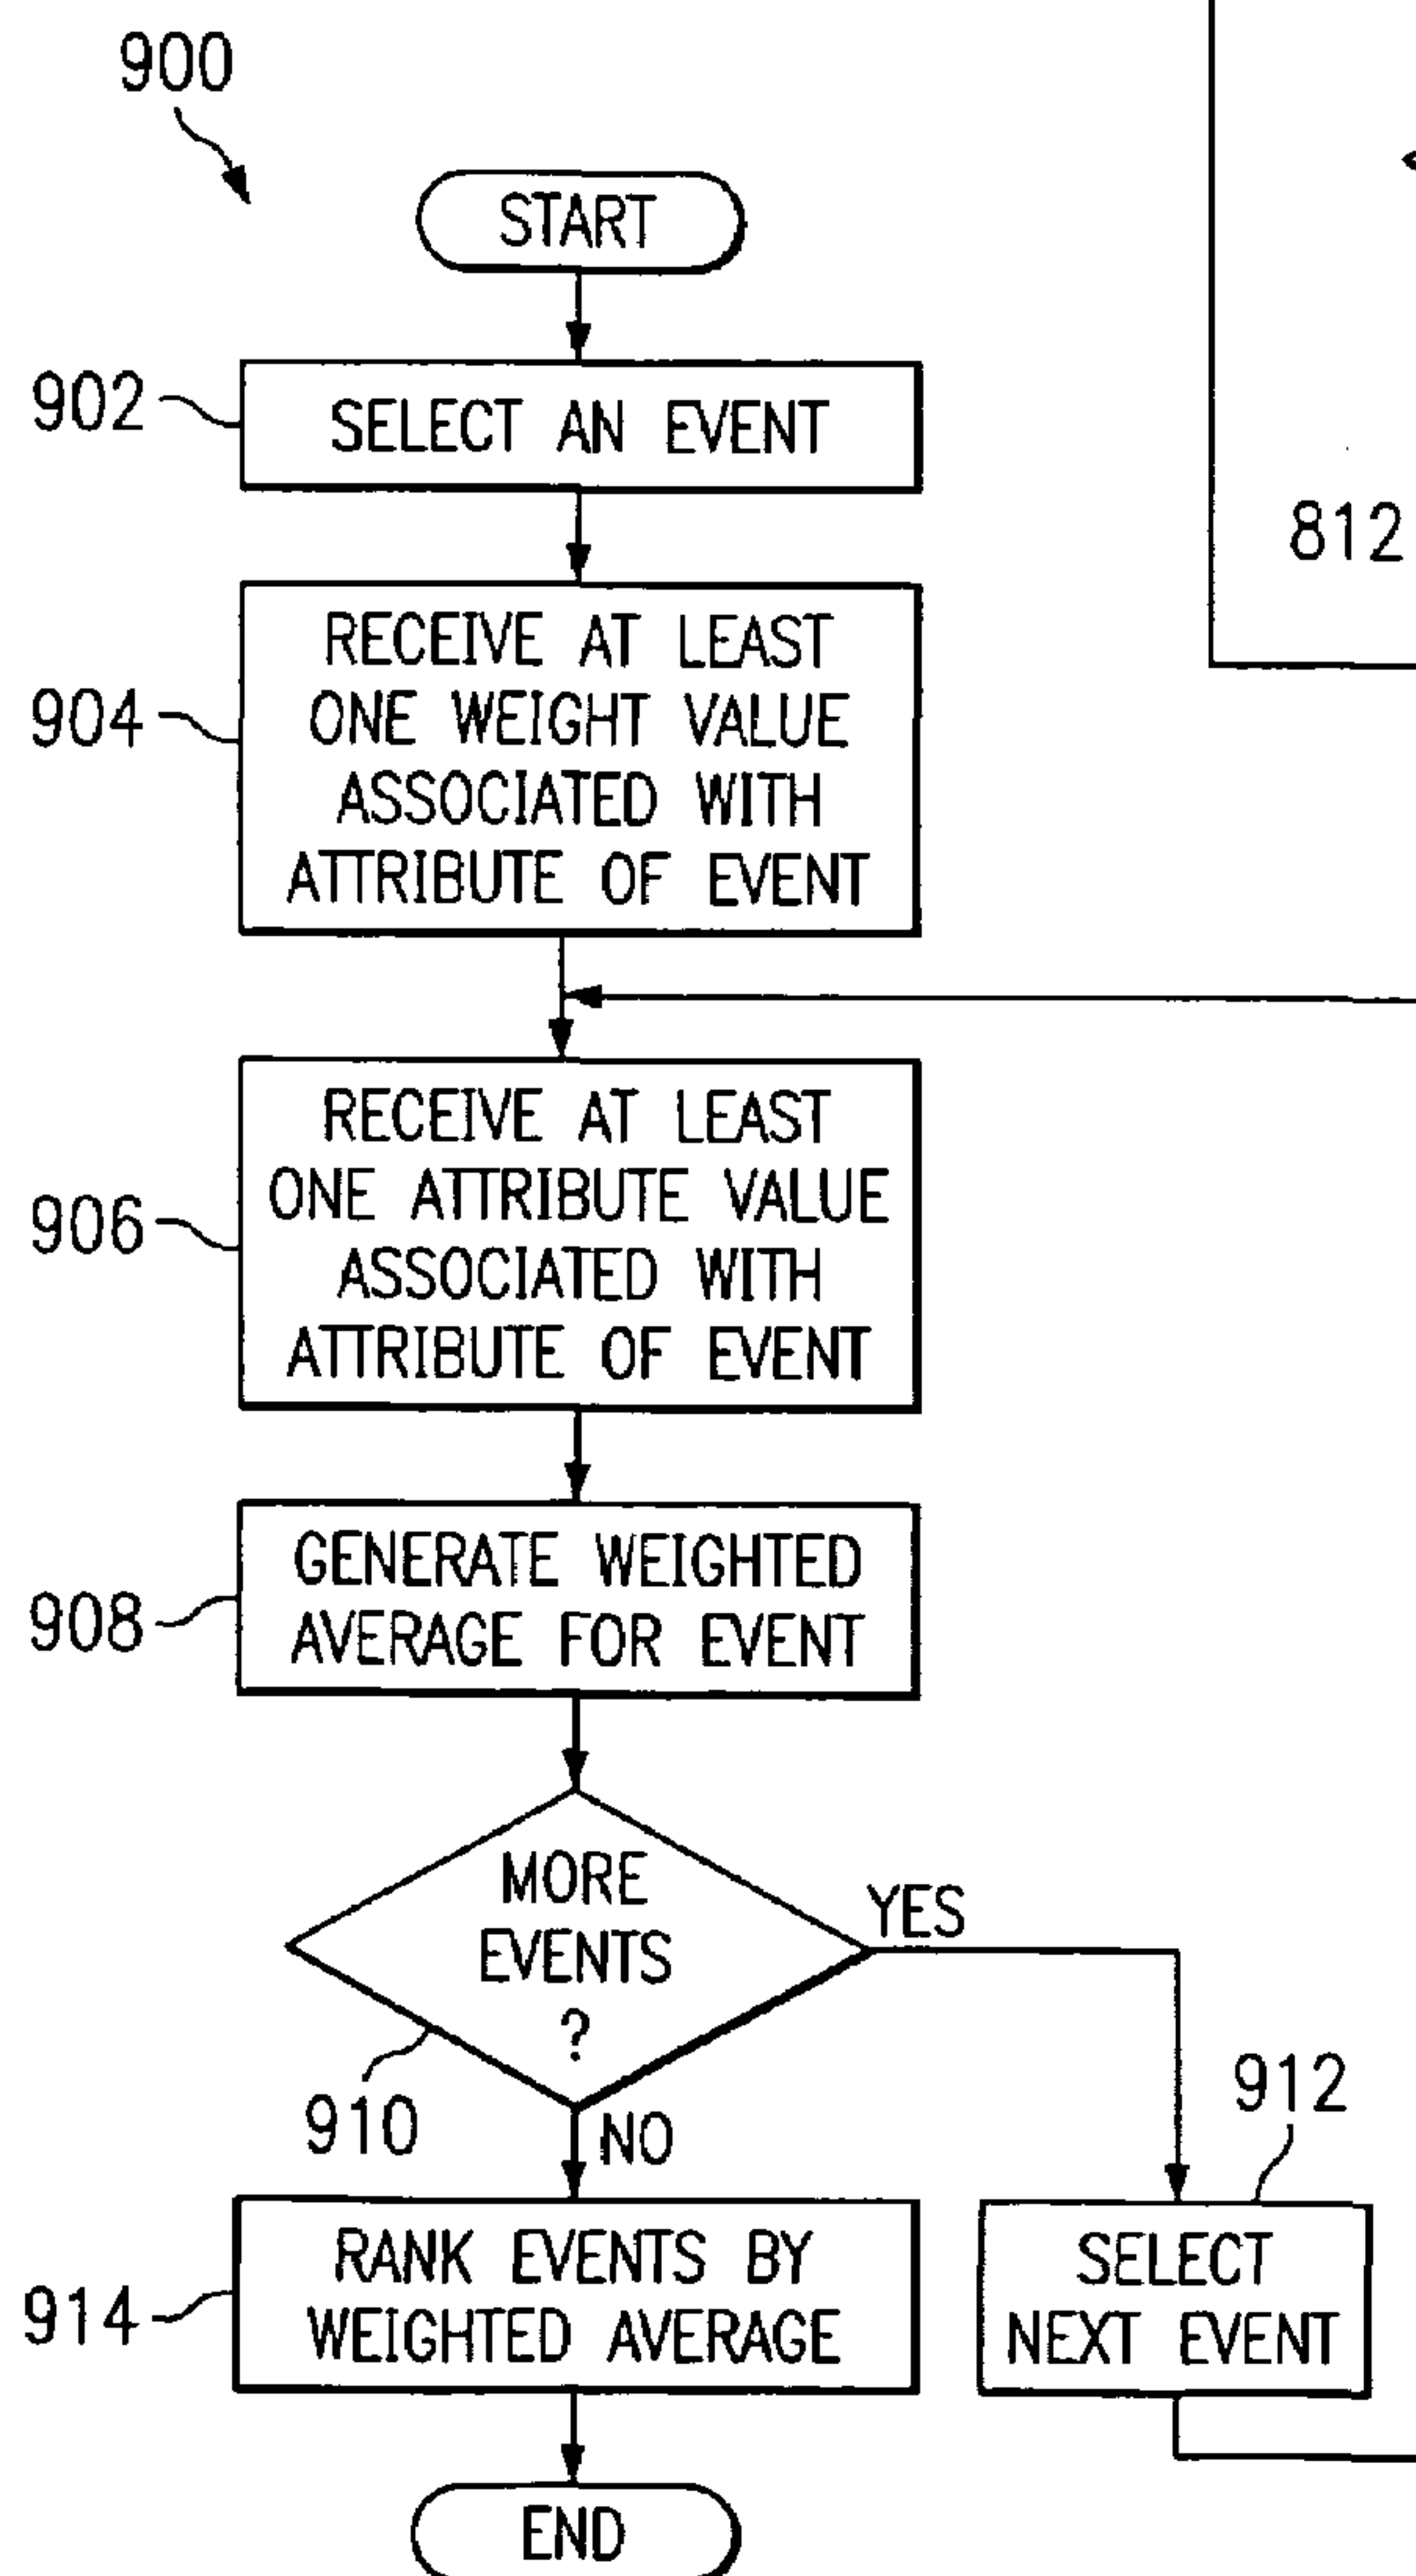 900
START
902
SELECT AN EVENT
812
904
RECEIVE AT LEAST
ONE WEIGHT VALUE
ASSOCIATED WITH
ATTRIBUTE OF EVENT
906
RECEIVE AT LEAST
ONE ATTRIBUTE VALUE
ASSOCIATED WITH
ATTRIBUTE OF EVENT
908
GENERATE WEIGHTED
AVERAGE FOR EVENT
MORE
EVENTS
?
YES
910
NO
912
914
RANK EVENTS BY
WEIGHTED AVERAGE
SELECT
NEXT EVENT
END